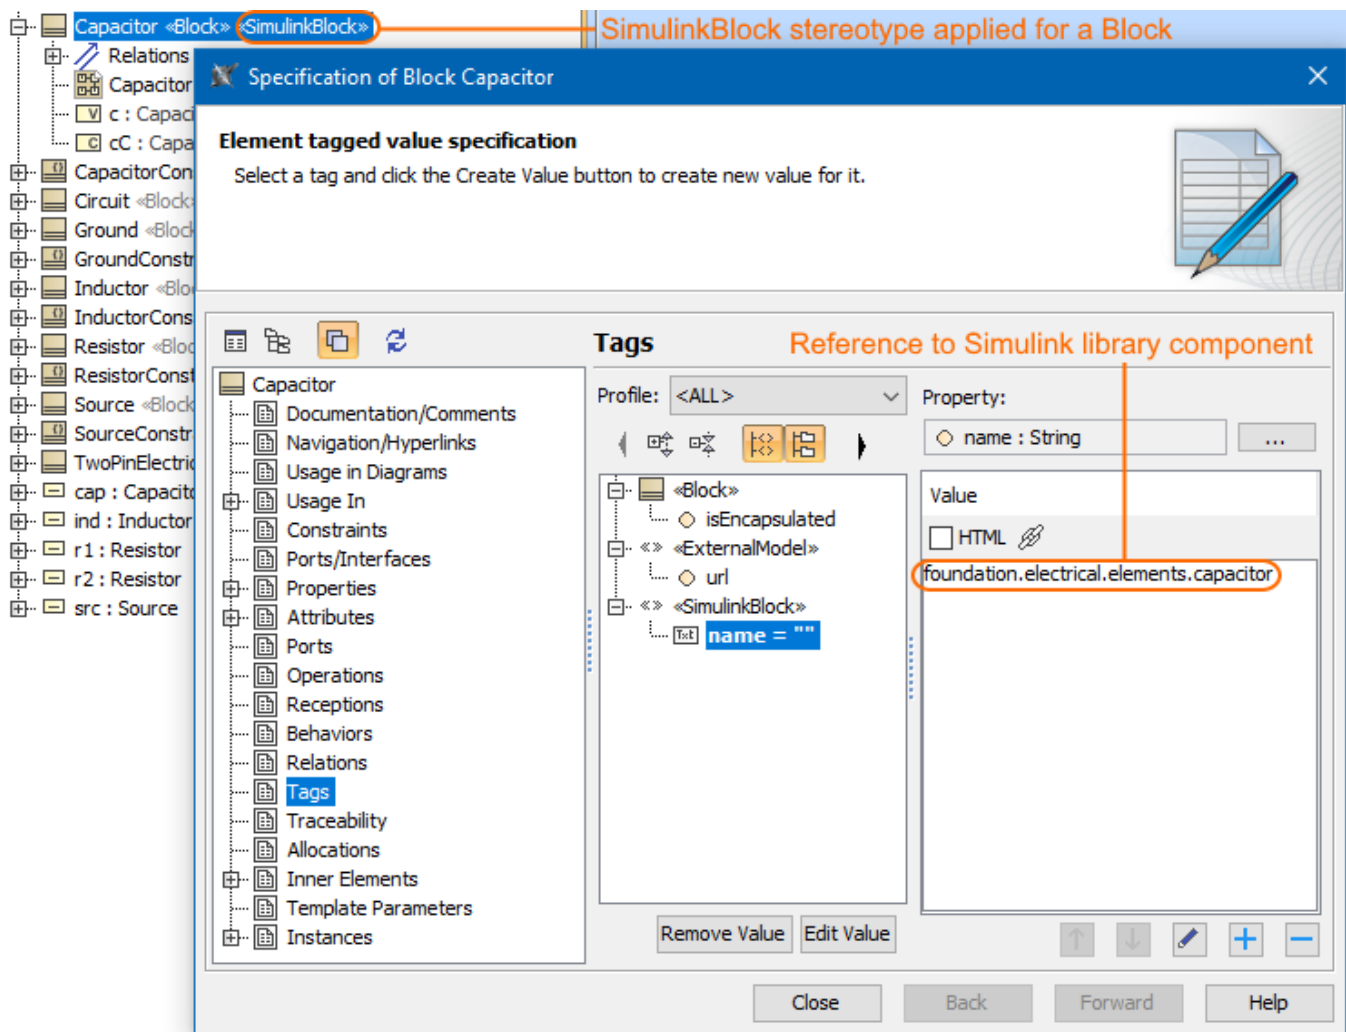 Capacitor «Block» «SimulinkBlock»
SimulinkBlock stereotype applied for a Block
Relations
Capacitor
V c : Capaci
C cC : Capa
CapacitorCon
Circuit «Block»
Ground «Bloc
GroundConstr
Inductor «Blo
InductorCons
Resistor «Bloc
ResistorConst
Source «Block
SourceConstr
TwoPinElectric
cap : Capacito
ind : Inductor
r1 : Resistor
r2 : Resistor
src : Source
Specification of Block Capacitor
Element tagged value specification
Select a tag and click the Create Value button to create new value for it.
Capacitor
Documentation/Comments
Navigation/Hyperlinks
Usage in Diagrams
Usage In
Constraints
Ports/Interfaces
Properties
Attributes
Ports
Operations
Receptions
Behaviors
Relations
Tags
Traceability
Allocations
Inner Elements
Template Parameters
Instances
Tags
Reference to Simulink library component
Profile: <ALL>
«Block»
isEncapsulated
«ExternalModel»
url
«SimulinkBlock»
Txt name = ""
Remove Value Edit Value
Property:
name : String ...
Value
HTML
foundation.electrical.elements.capacitor
Close Back Forward Help